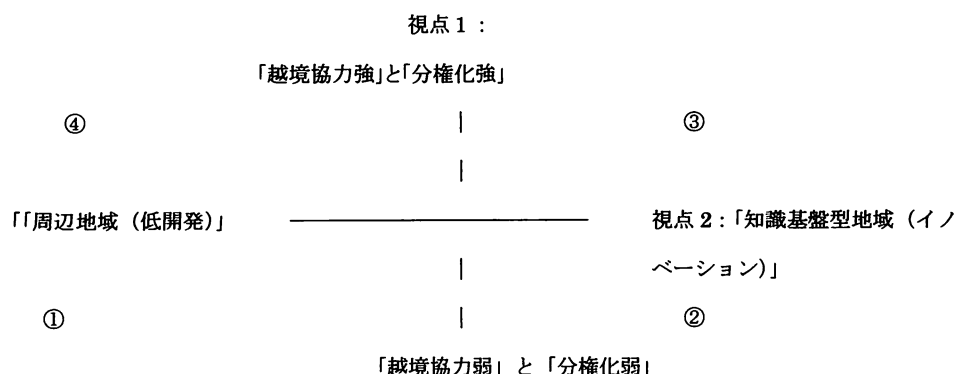 視点1:
「越境協力強」と「分権化強」
④ ③
「「周辺地域(低開発)」 視点2:「知識基盤型地域(イノ
ベーション)」
① ②
「越境協力弱」と「分権化弱」